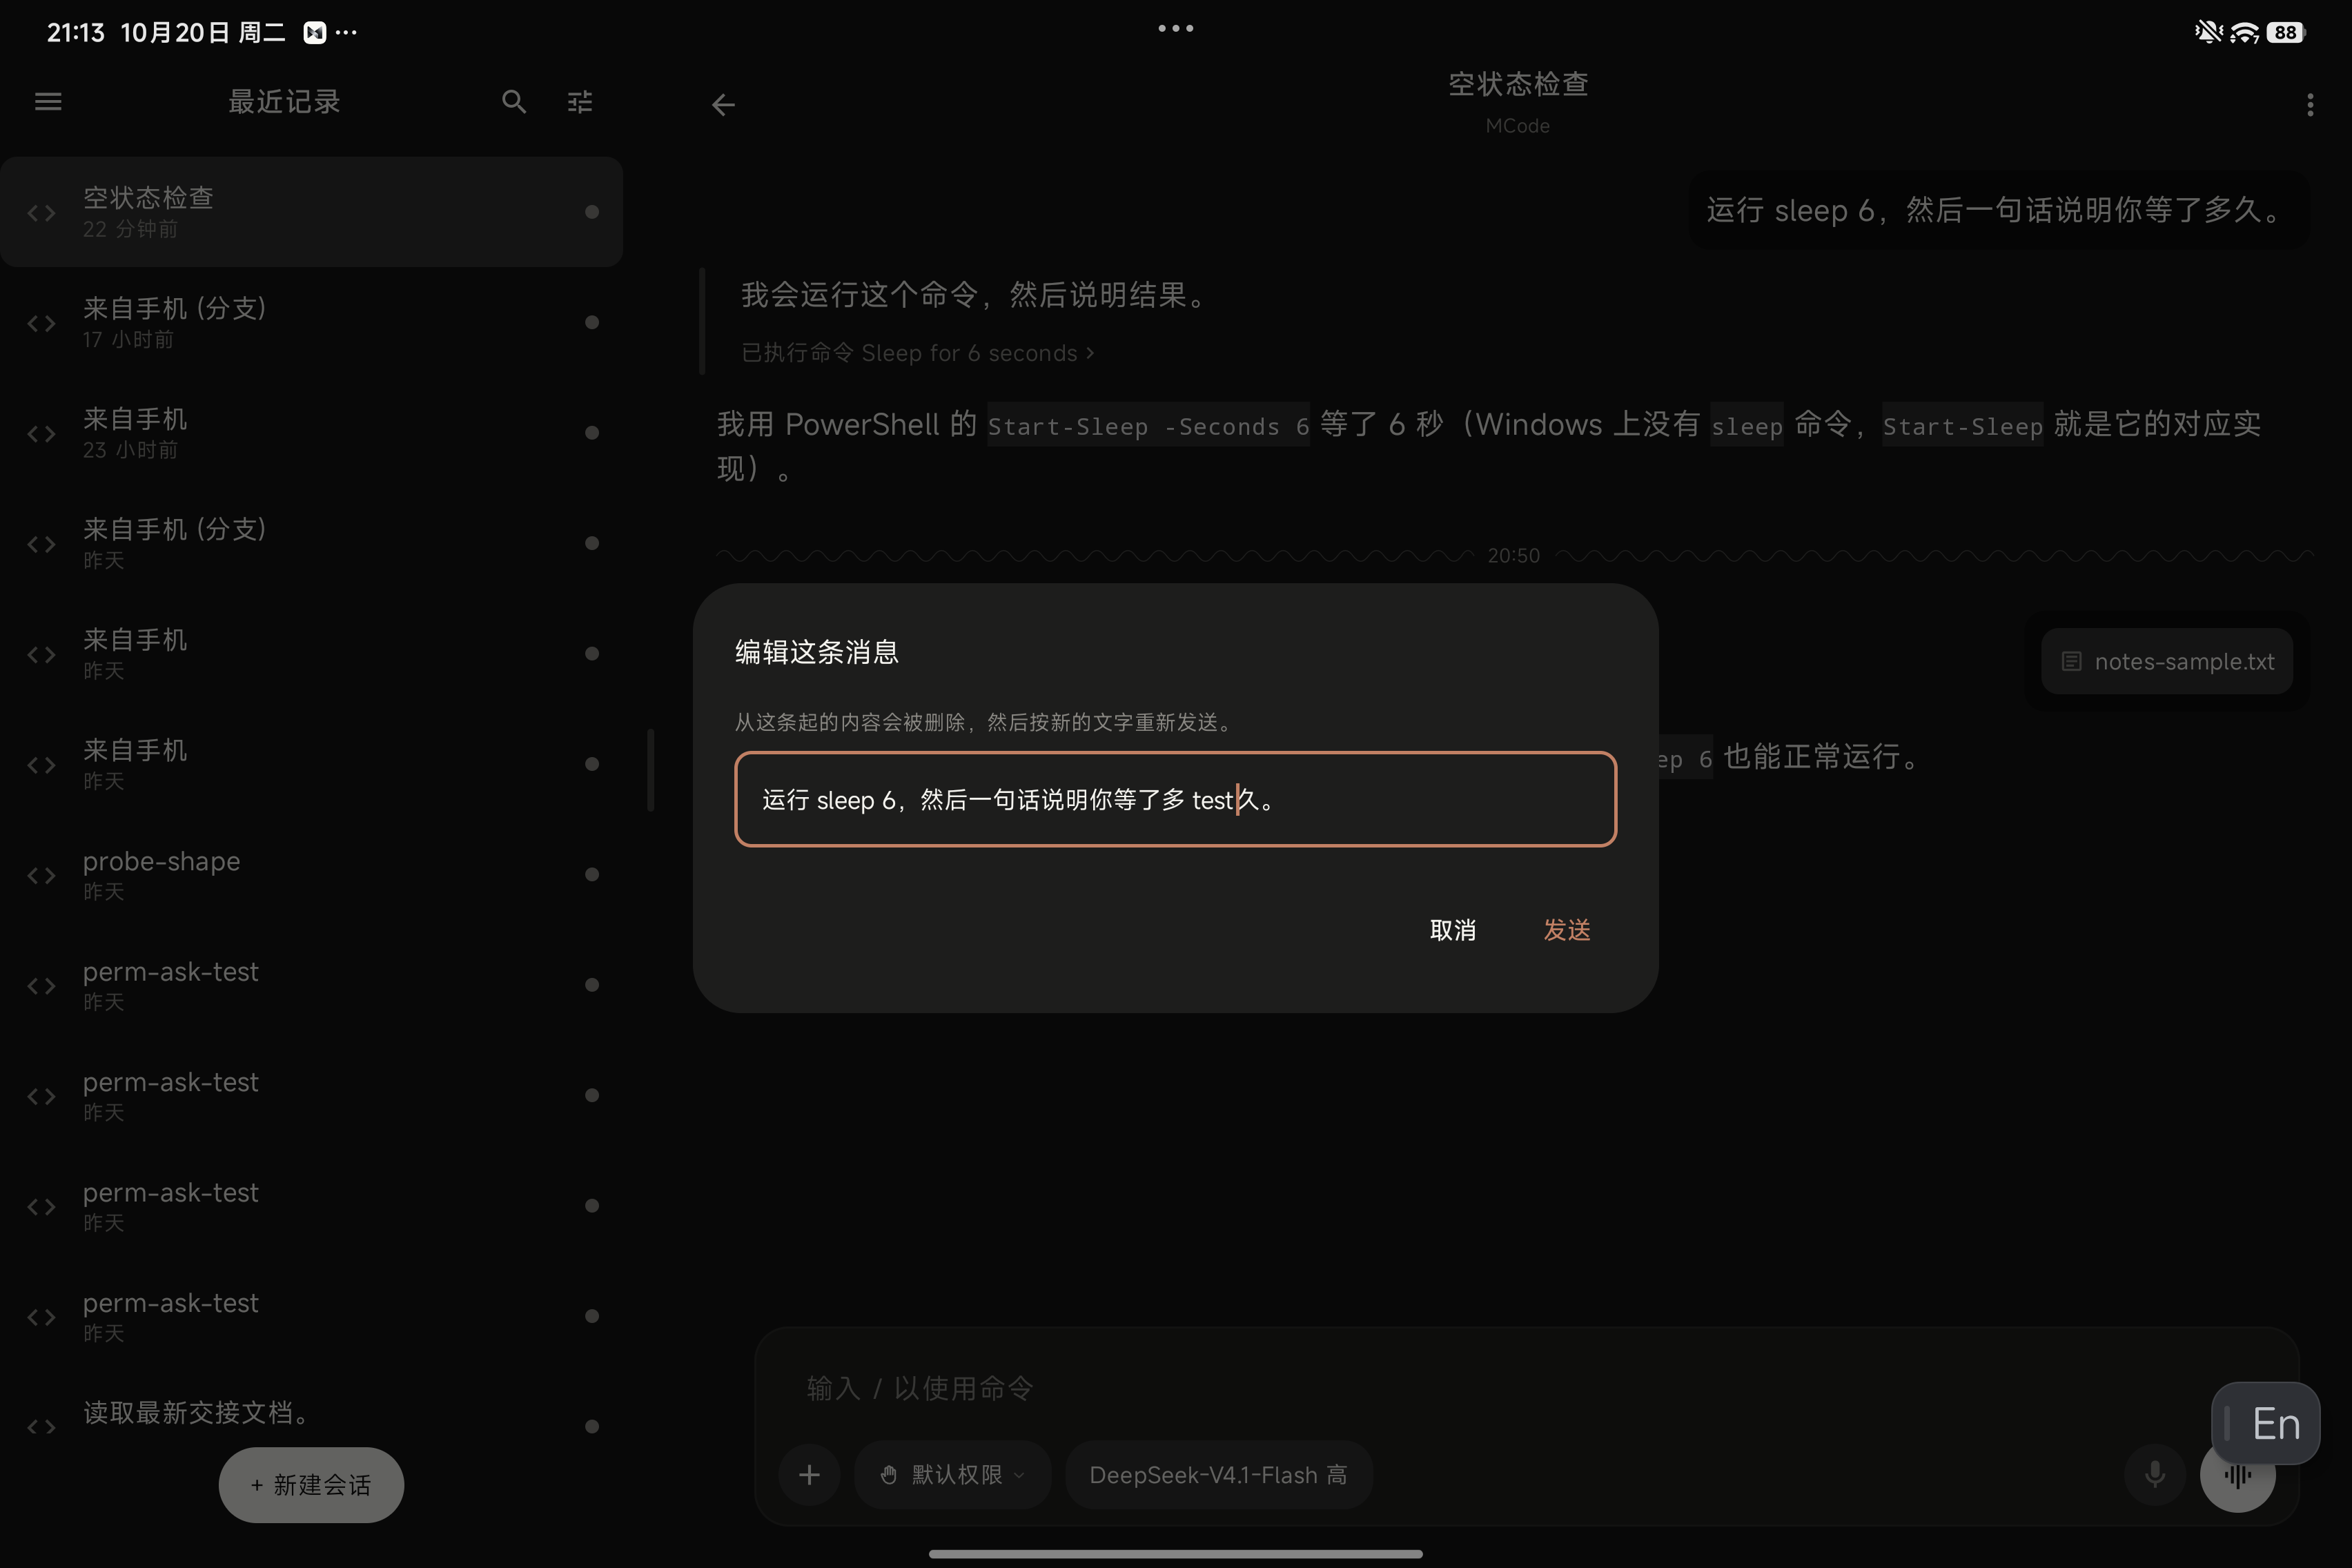 21:13 10月20日 周二
88
最近记录
空状态检查
22 分钟前
来自手机 (分支)
17 小时前
来自手机
23 小时前
来自手机 (分支)
昨天
来自手机
昨天
来自手机
昨天
probe-shape
昨天
perm-ask-test
昨天
perm-ask-test
昨天
perm-ask-test
昨天
perm-ask-test
昨天
读取最新交接文档。
+ 新建会话
空状态检查
MCode
运行 sleep 6，然后一句话说明你等了多久。
我会运行这个命令，然后说明结果。
已执行命令 Sleep for 6 seconds
我用 PowerShell 的 Start-Sleep -Seconds 6 等了 6 秒（Windows 上没有 sleep 命令，Start-Sleep 就是它的对应实
现）。
20:50
notes-sample.txt
ep 6 也能正常运行。
编辑这条消息
从这条起的内容会被删除，然后按新的文字重新发送。
运行 sleep 6，然后一句话说明你等了多 test久。
取消 发送
输入 / 以使用命令
默认权限 DeepSeek-V4.1-Flash 高
En